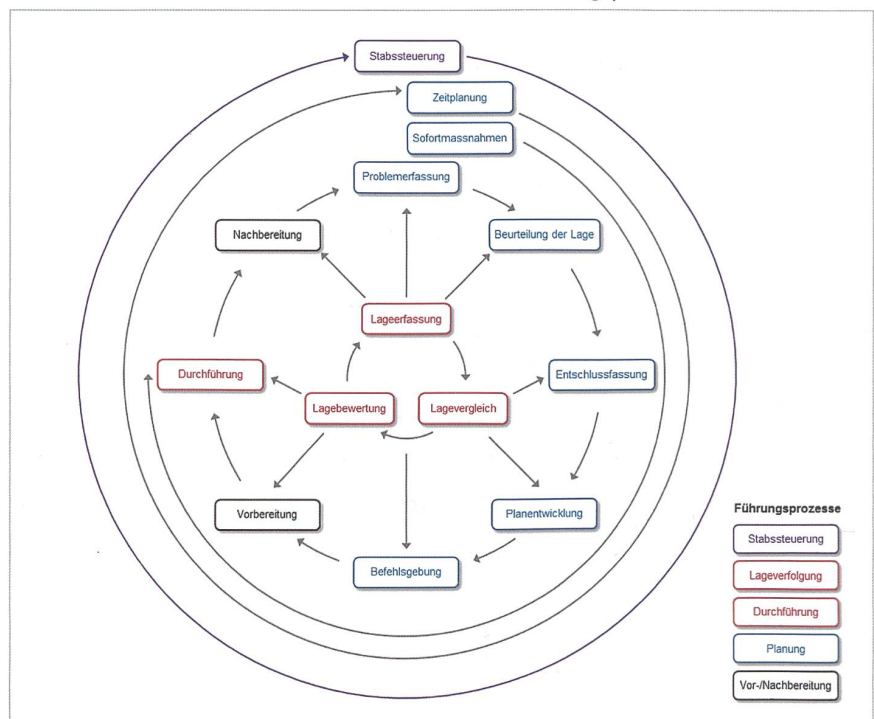 Stabssteuerung
Zeitplanung
Sofortmassnahmen
Problemerfassung
Nachbereitung
Beurteilung der Lage
Lageerfassung
Durchführung
Entschlussfassung
Lagebewertung
Lagevergleich
Vorbereitung
Planentwicklung
Befehlsgebung
Führungsprozesse
Stabssteuerung
Lageverfolgung
Durchführung
Planung
Vor-/Nachbereitung